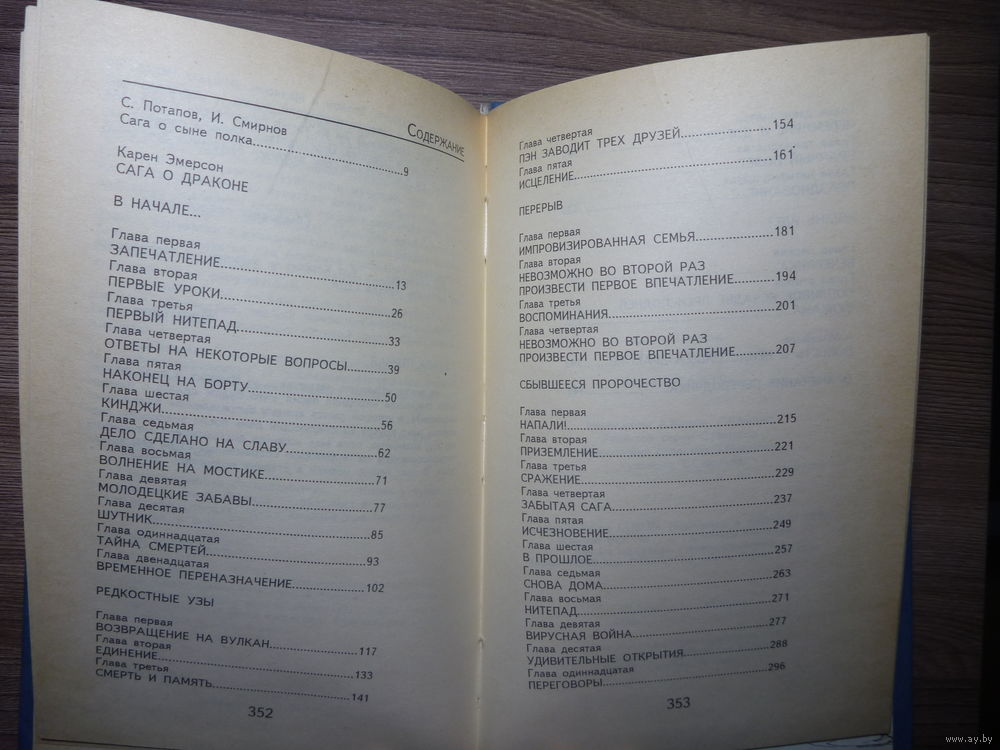 Содержание
С. Потапов, И. Смирнов
Сага о сыне полка...9
Карен Эмерсон
САГА О ДРАКОНЕ
В НАЧАЛЕ...
Глава первая
ЗАПЕЧАТЛЕНИЕ...13
Глава вторая
ПЕРВЫЕ УРОКИ...26
Глава третья
ПЕРВЫЙ НИТЕПАД...33
Глава четвертая
ОТВЕТЫ НА НЕКОТОРЫЕ ВОПРОСЫ...39
Глава пятая
НАКОНЕЦ НА БОРТУ...50
Глава шестая
КИНДЖИ...56
Глава седьмая
ДЕЛО СДЕЛАНО НА СЛАВУ...62
Глава восьмая
ВОЛНЕНИЕ НА МОСТИКЕ...71
Глава девятая
МОЛОДЕЦКИЕ ЗАБАВЫ...77
Глава десятая
ШУТНИК...85
Глава одиннадцатая
ТАЙНА СМЕРТЕЙ...93
Глава двенадцатая
ВРЕМЕННОЕ ПЕРЕНАЗНАЧЕНИЕ...102
РЕДКОСТНЫЕ УЗЫ
Глава первая
ВОЗВРАЩЕНИЕ НА ВУЛКАН...117
Глава вторая
ЕДИНЕНИЕ...133
Глава третья
СМЕРТЬ И ПАМЯТЬ...141
352
Глава четвертая
ПЭН ЗАВОДИТ ТРЕХ ДРУЗЕЙ...154
Глава пятая
ИСЦЕЛЕНИЕ...161
ПЕРЕРЫВ
Глава первая
ИМПРОВИЗИРОВАННАЯ СЕМЬЯ...181
Глава вторая
НЕВОЗМОЖНО ВО ВТОРОЙ РАЗ
ПРОИЗВЕСТИ ПЕРВОЕ ВПЕЧАТЛЕНИЕ...194
Глава третья
ВОСПОМИНАНИЯ...201
Глава четвертая
НЕВОЗМОЖНО ВО ВТОРОЙ РАЗ
ПРОИЗВЕСТИ ПЕРВОЕ ВПЕЧАТЛЕНИЕ...207
СБЫВШЕЕСЯ ПРОРОЧЕСТВО
Глава первая
НАПАЛИ!...215
Глава вторая
ПРИЗЕМЛЕНИЕ...221
Глава третья
СРАЖЕНИЕ...229
Глава четвертая
ЗАБЫТАЯ САГА...237
Глава пятая
ИСЧЕЗНОВЕНИЕ...249
Глава шестая
В ПРОШЛОЕ...257
Глава седьмая
СНОВА ДОМА...263
Глава восьмая
НИТЕПАД...271
Глава девятая
ВИРУСНАЯ ВОЙНА...277
Глава десятая
УДИВИТЕЛЬНЫЕ ОТКРЫТИЯ...288
Глава одиннадцатая
ПЕРЕГОВОРЫ...296
353
www.ay.by